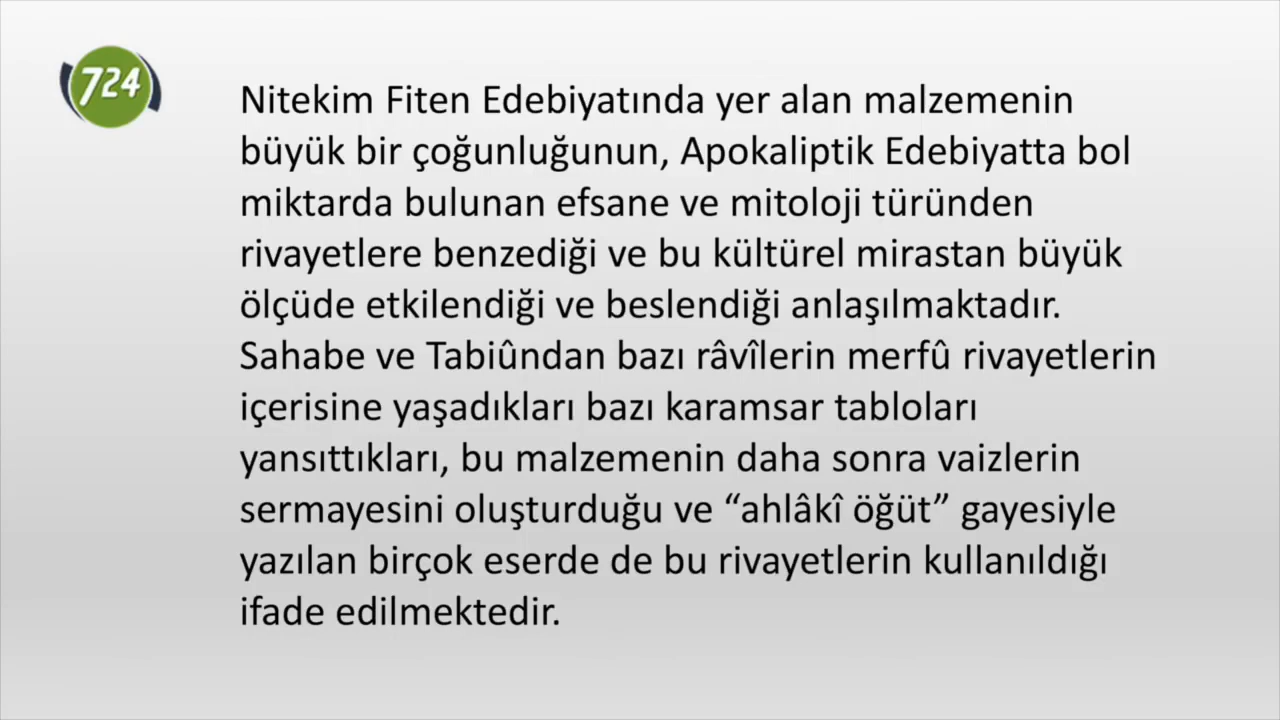 724
Nitekim Fiten Edebiyatında yer alan malzemenin
büyük bir çoğunluğunun, Apokaliptik Edebiyatta bol
miktarda bulunan efsane ve mitoloji türünden
rivayetlere benzediği ve bu kültürel mirastan büyük
ölçüde etkilendiği ve beslendiği anlaşılmaktadır.
Sahabe ve Tabiûndan bazı râvîlerin merfû rivayetlerin
içerisine yaşadıkları bazı karamsar tabloları
yansıttıkları, bu malzemenin daha sonra vaizlerin
sermayesini oluşturduğu ve “ahlâkî öğüt” gayesiyle
yazılan birçok eserde de bu rivayetlerin kullanıldığı
ifade edilmektedir.